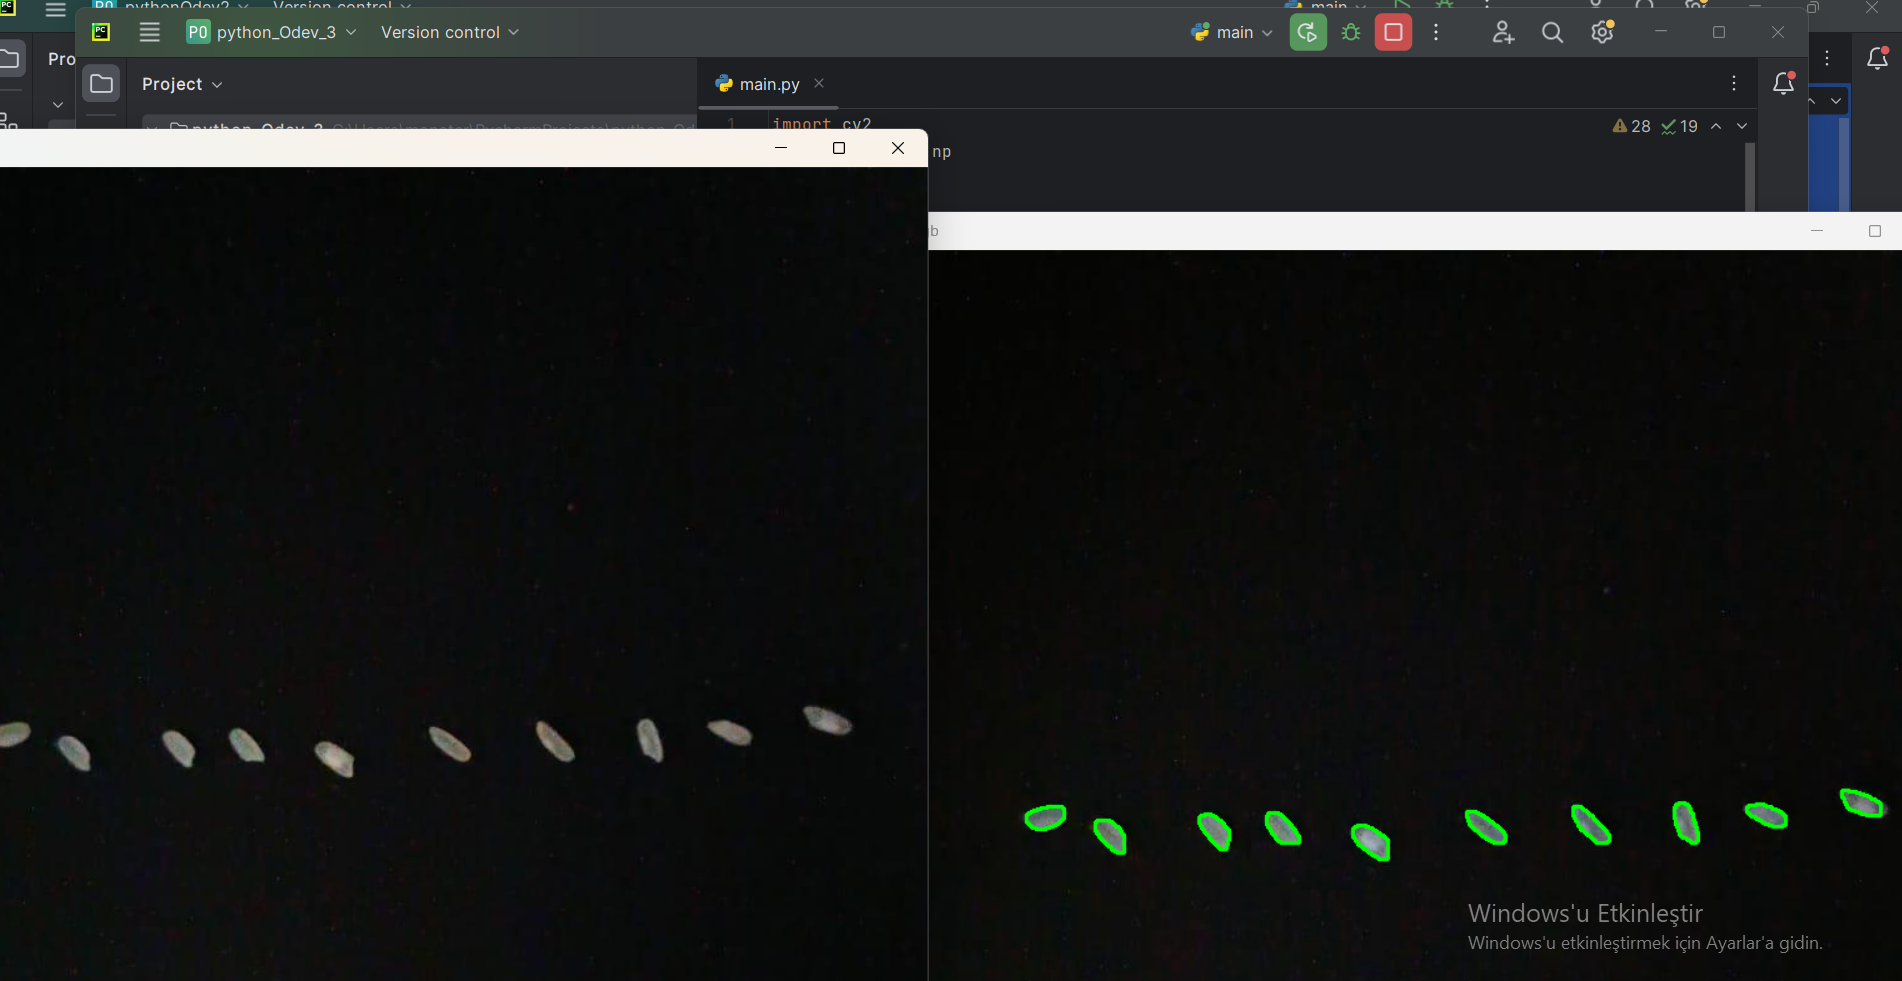 PO pythonOdev2 Version control main
PC
PO python_Odev_3 Version control main
Pro
Project
main.py
python_Odev_3
1 import cv2
28 19
np
Windows'u Etkinleştir
Windows'u etkinleştirmek için Ayarlar'a gidin.